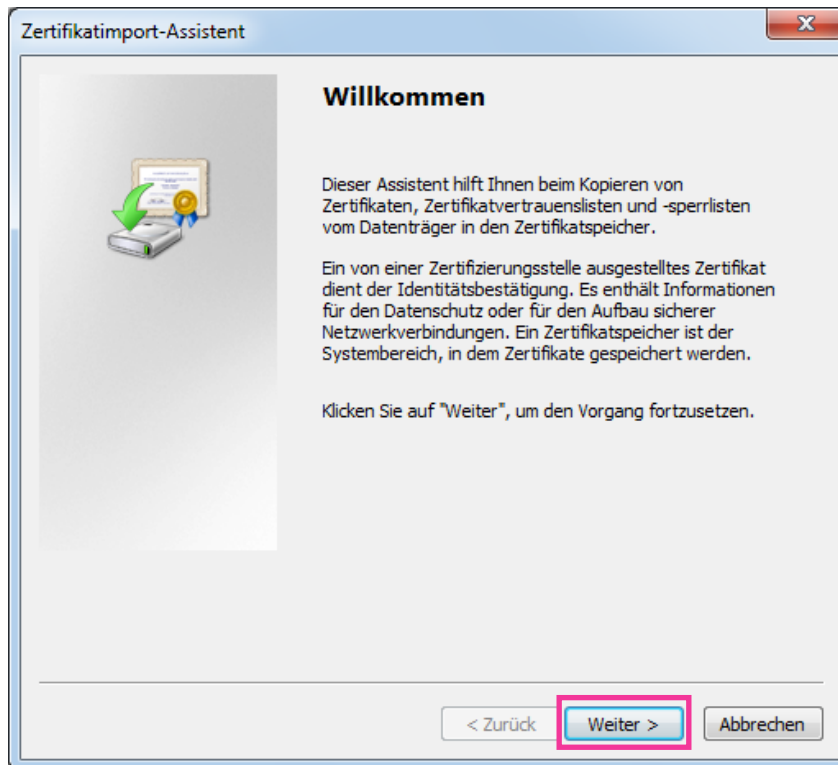 Zertifikatimport-Assistent
Willkommen
Dieser Assistent hilft Ihnen beim Kopieren von
Zertifikaten, Zertifikatvertrauenslisten und -sperrlisten
vom Datenträger in den Zertifikatspeicher.
Ein von einer Zertifizierungsstelle ausgestelltes Zertifikat
dient der Identitätsbestätigung. Es enthält Informationen
für den Datenschutz oder für den Aufbau sicherer
Netzwerkverbindungen. Ein Zertifikatspeicher ist der
Systembereich, in dem Zertifikate gespeichert werden.
Klicken Sie auf "Weiter", um den Vorgang fortzusetzen.
< Zurück Weiter > Abbrechen